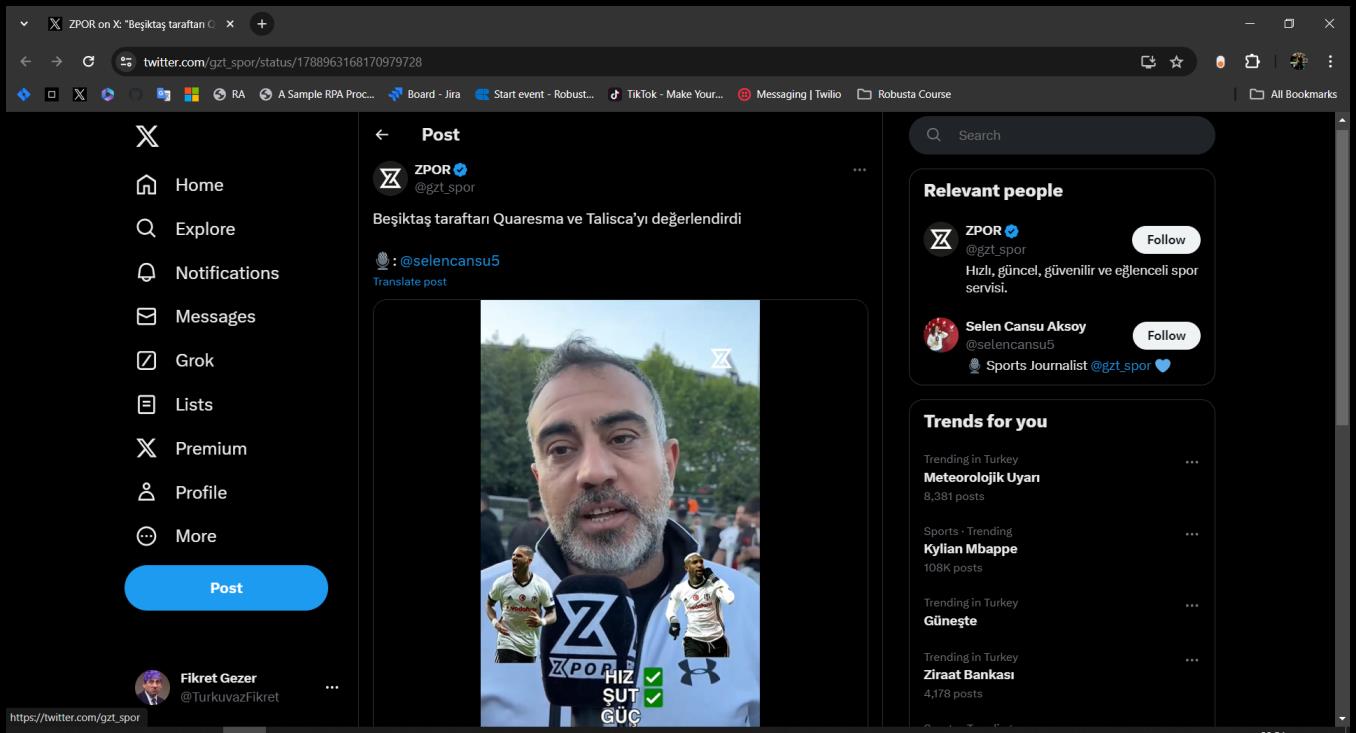 ZPOR on X: "Beşiktaş taraftarı Q
twitter.com/gzt_spor/status/1788963168170979728
RA
A Sample RPA Proc...
Board - Jira
Start event - Robust...
TikTok - Make Your...
Messaging | Twilio
Robusta Course
All Bookmarks
Home
Explore
Notifications
Messages
Grok
Lists
Premium
Profile
More
Post
Fikret Gezer
@TurkuvazFikret
https://twitter.com/gzt_spor
Post
ZPOR
@gzt_spor
Beşiktaş taraftarı Quaresma ve Talisca’yı değerlendirdi
: @selencansu5
Translate post
vodafone
ZPOR
HIZ
ŞUT
GÜÇ
Search
Relevant people
ZPOR
@gzt_spor
Follow
Hızlı, güncel, güvenilir ve eğlenceli spor
servisi.
Selen Cansu Aksoy
@selencansu5
Follow
Sports Journalist @gzt_spor
Trends for you
Trending in Turkey
Meteorolojik Uyarı
8,381 posts
Sports · Trending
Kylian Mbappe
108K posts
Trending in Turkey
Güneşte
Trending in Turkey
Ziraat Bankası
4,178 posts